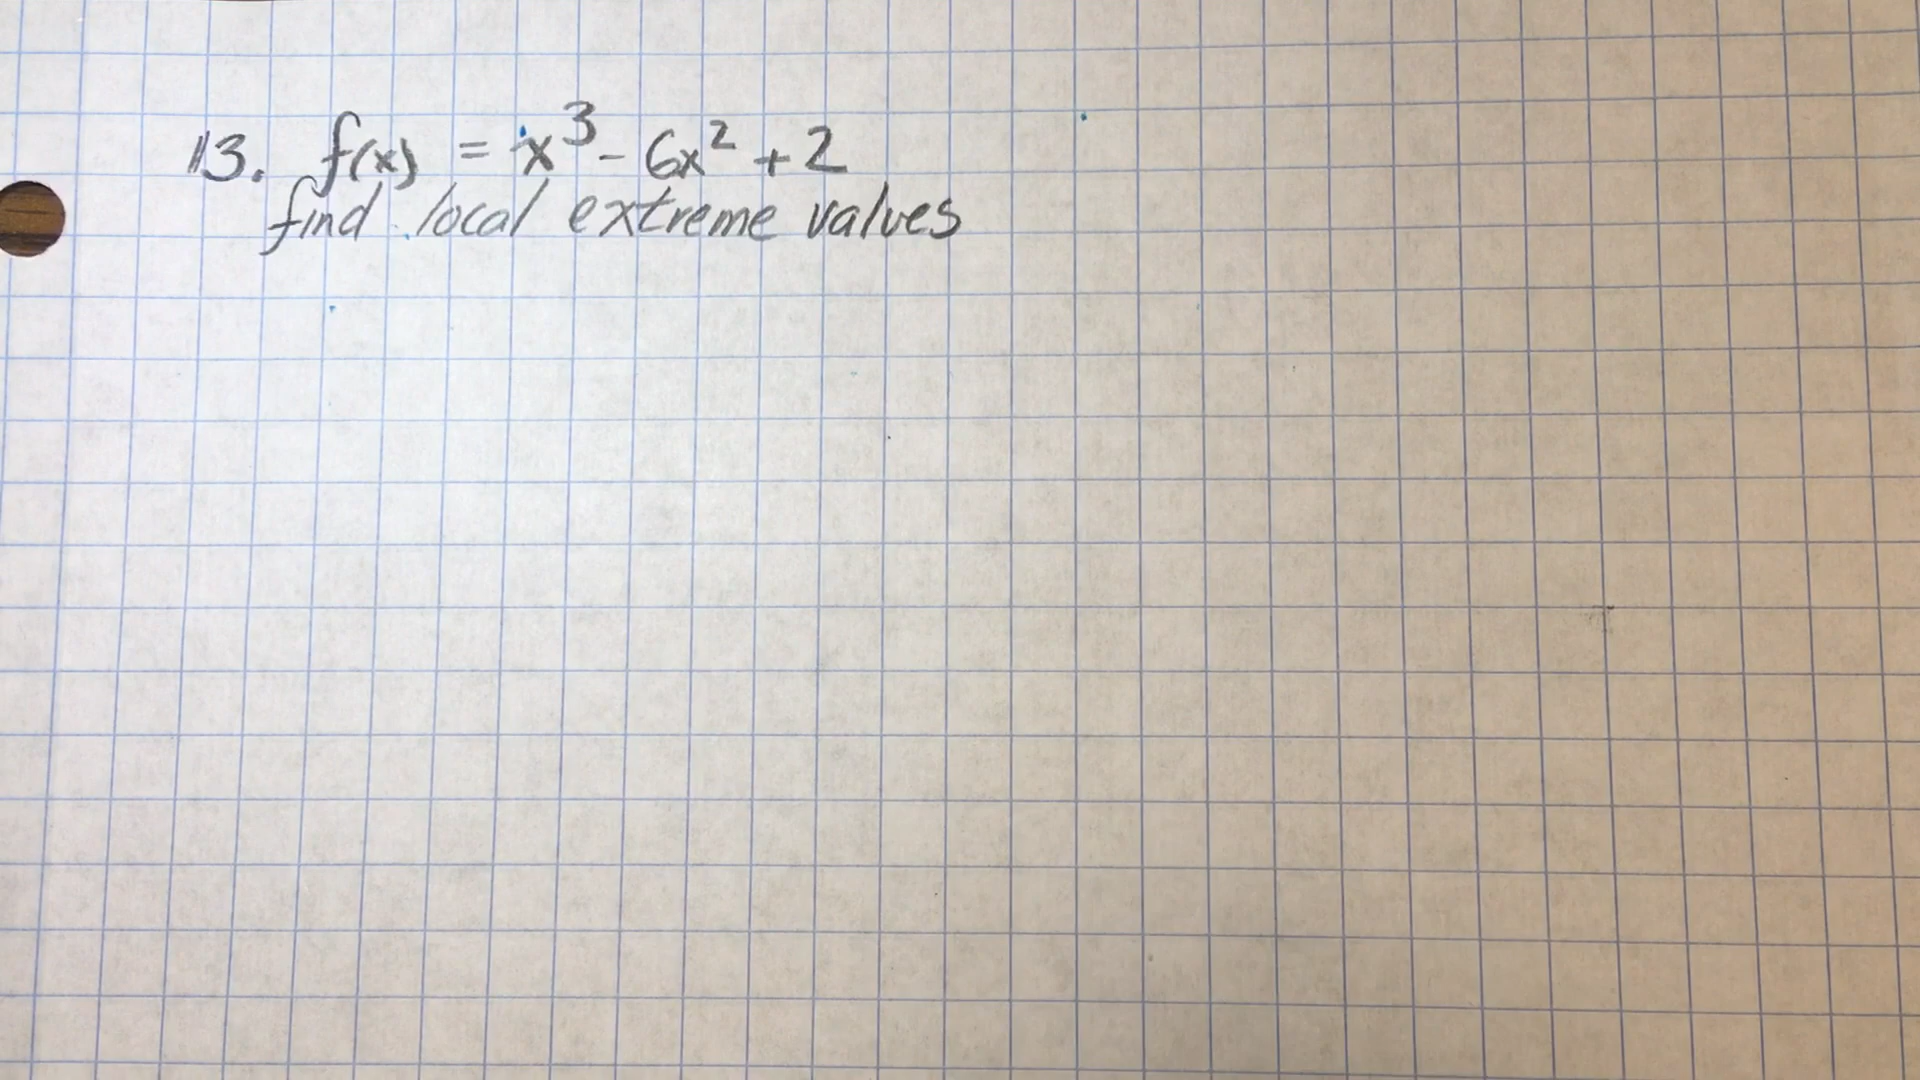 13. f(x) = x³ - 6x² + 2
find local extreme values